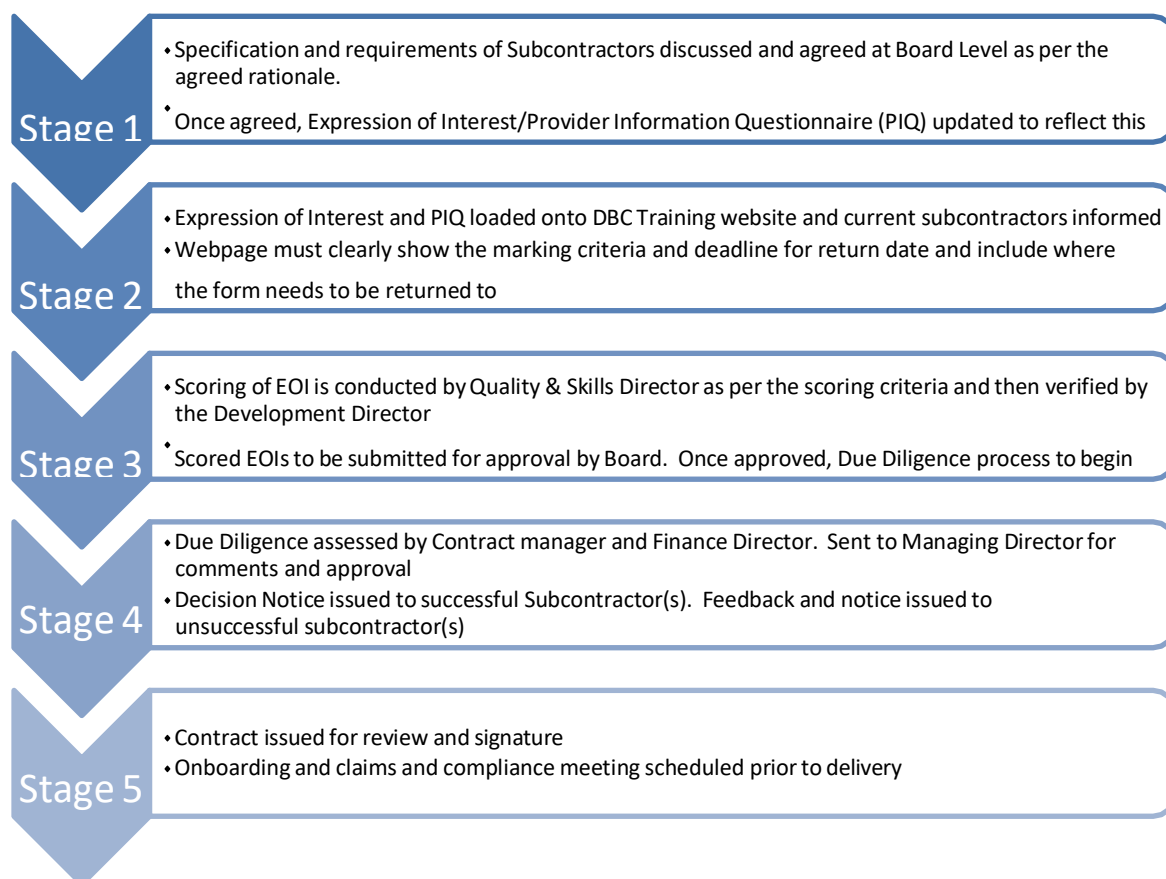 Stage 1
• Specification and requirements of Subcontractors discussed and agreed at Board Level as per the
agreed rationale.
• Once agreed, Expression of Interest/Provider Information Questionnaire (PIQ) updated to reflect this
Stage 2
• Expression of Interest and PIQ loaded onto DBC Training website and current subcontractors informed
• Webpage must clearly show the marking criteria and deadline for return date and include where
the form needs to be returned to
Stage 3
• Scoring of EOI is conducted by Quality & Skills Director as per the scoring criteria and then verified by
the Development Director
• Scored EOIs to be submitted for approval by Board. Once approved, Due Diligence process to begin
Stage 4
• Due Diligence assessed by Contract manager and Finance Director. Sent to Managing Director for
comments and approval
• Decision Notice issued to successful Subcontractor(s). Feedback and notice issued to
unsuccessful subcontractor(s)
Stage 5
• Contract issued for review and signature
• Onboarding and claims and compliance meeting scheduled prior to delivery